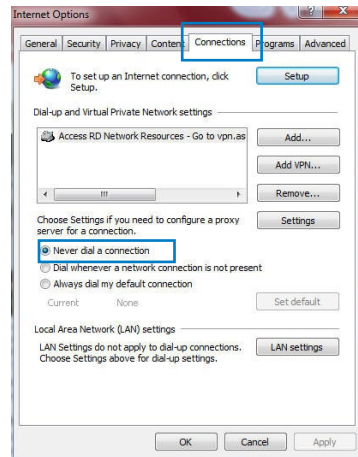 Internet Options
General Security Privacy Content Connections Programs Advanced
To set up an Internet connection, click Setup.
Setup
Dial-up and Virtual Private Network settings
Access RD Network Resources - Go to vpn.as
Add...
Add VPN...
Remove...
Choose Settings if you need to configure a proxy
server for a connection.
Settings
Never dial a connection
Dial whenever a network connection is not present
Always dial my default connection
Current None
Set default
Local Area Network (LAN) settings
LAN Settings do not apply to dial-up connections.
Choose Settings above for dial-up settings.
LAN settings
OK Cancel Apply